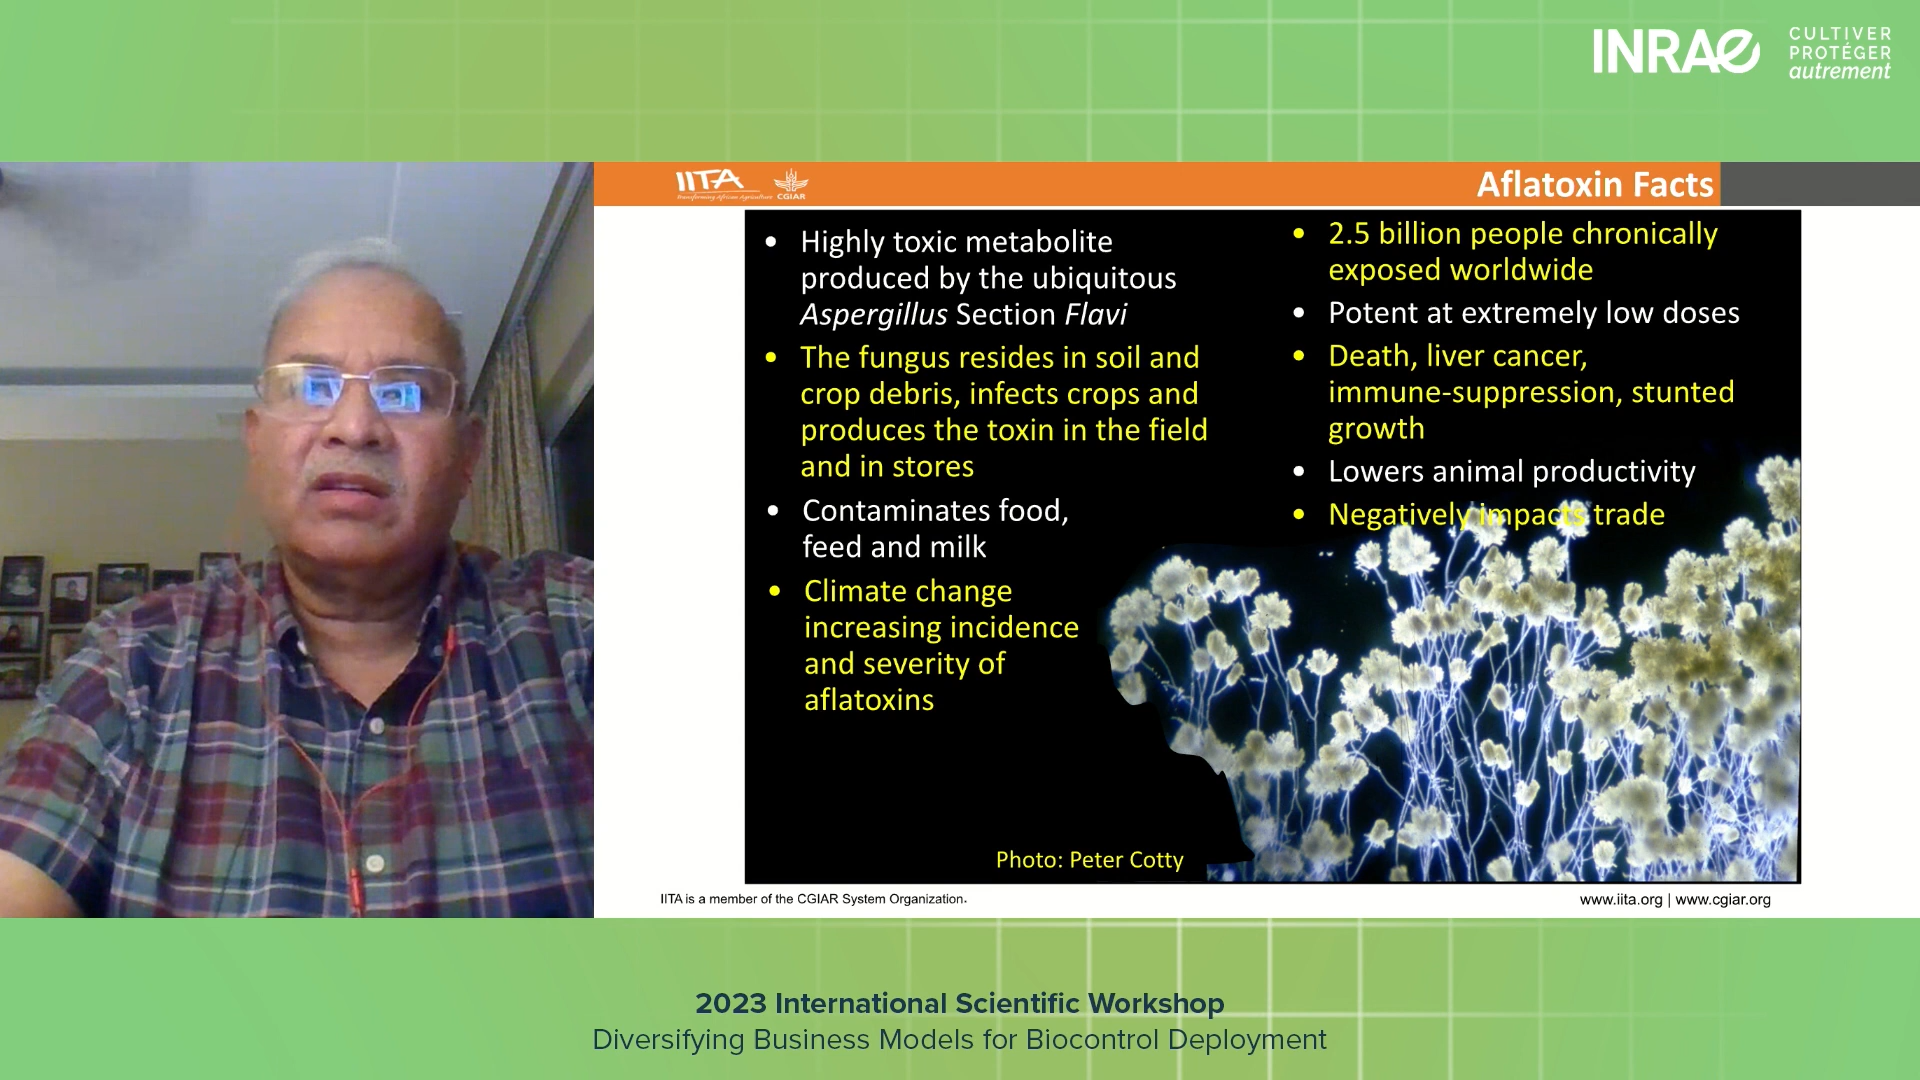 INRAE
CULTIVER
PROTÉGER
autrement
IITA
Transforming African Agriculture
CGIAR
Aflatoxin Facts
• Highly toxic metabolite
produced by the ubiquitous
Aspergillus Section Flavi
• The fungus resides in soil and
crop debris, infects crops and
produces the toxin in the field
and in stores
• Contaminates food,
feed and milk
• Climate change
increasing incidence
and severity of
aflatoxins
• 2.5 billion people chronically
exposed worldwide
• Potent at extremely low doses
• Death, liver cancer,
immune-suppression, stunted
growth
• Lowers animal productivity
• Negatively impacts trade
Photo: Peter Cotty
IITA is a member of the CGIAR System Organization.
www.iita.org | www.cgiar.org
2023 International Scientific Workshop
Diversifying Business Models for Biocontrol Deployment